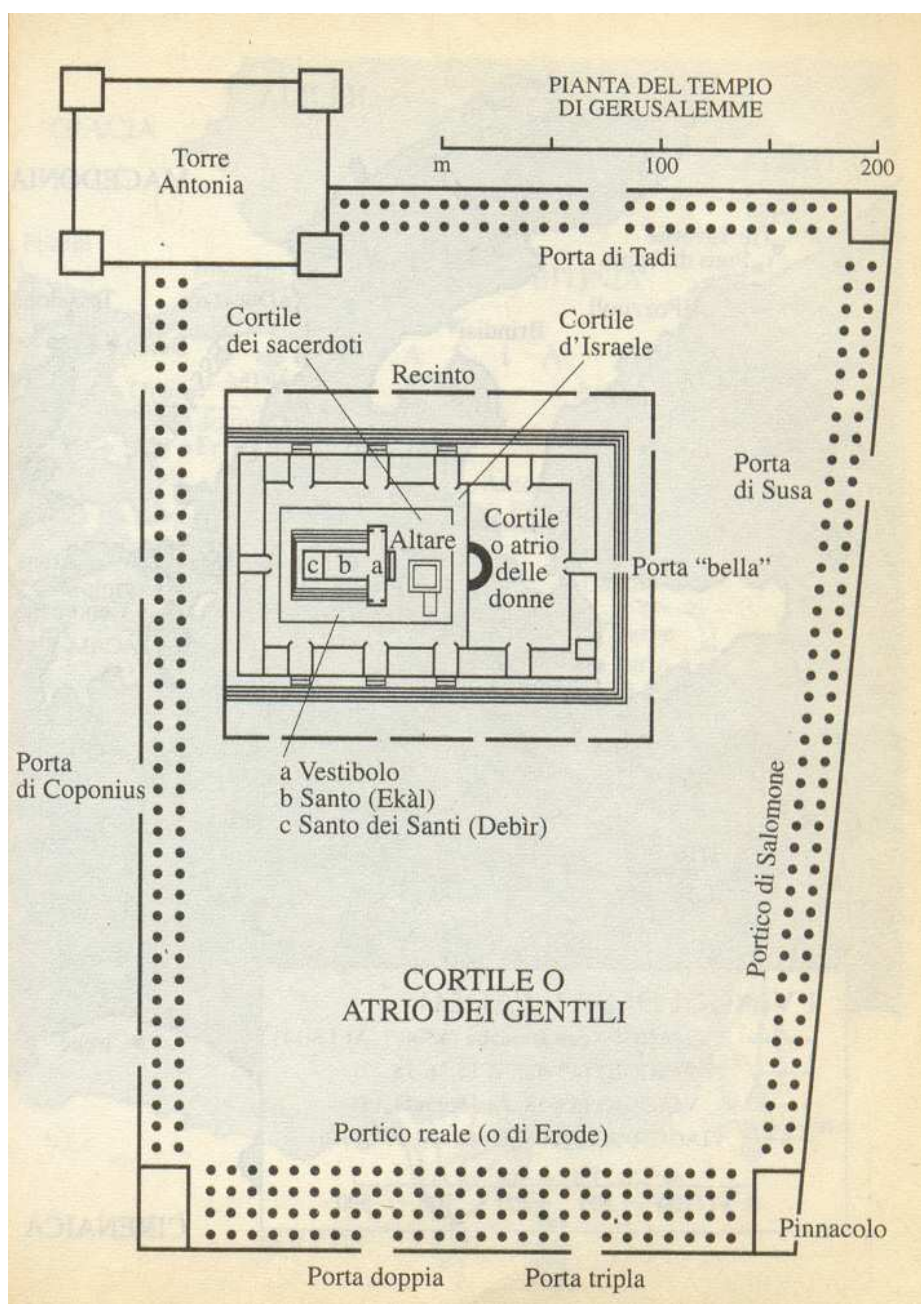 PIANTA DEL TEMPIO
DI GERUSALEMME
m 100 200
Torre
Antonia
Porta di Tadi
Cortile
dei sacerdoti
Cortile
d’Israele
Recinto
Porta
di Susa
Altare
Cortile
o atrio
delle
donne
c b a
Porta “bella”
Porta
di Coponius
a Vestibolo
b Santo (Ekàl)
c Santo dei Santi (Debìr)
Portico di Salomone
CORTILE O
ATRIO DEI GENTILI
Portico reale (o di Erode)
Pinnacolo
Porta doppia
Porta tripla